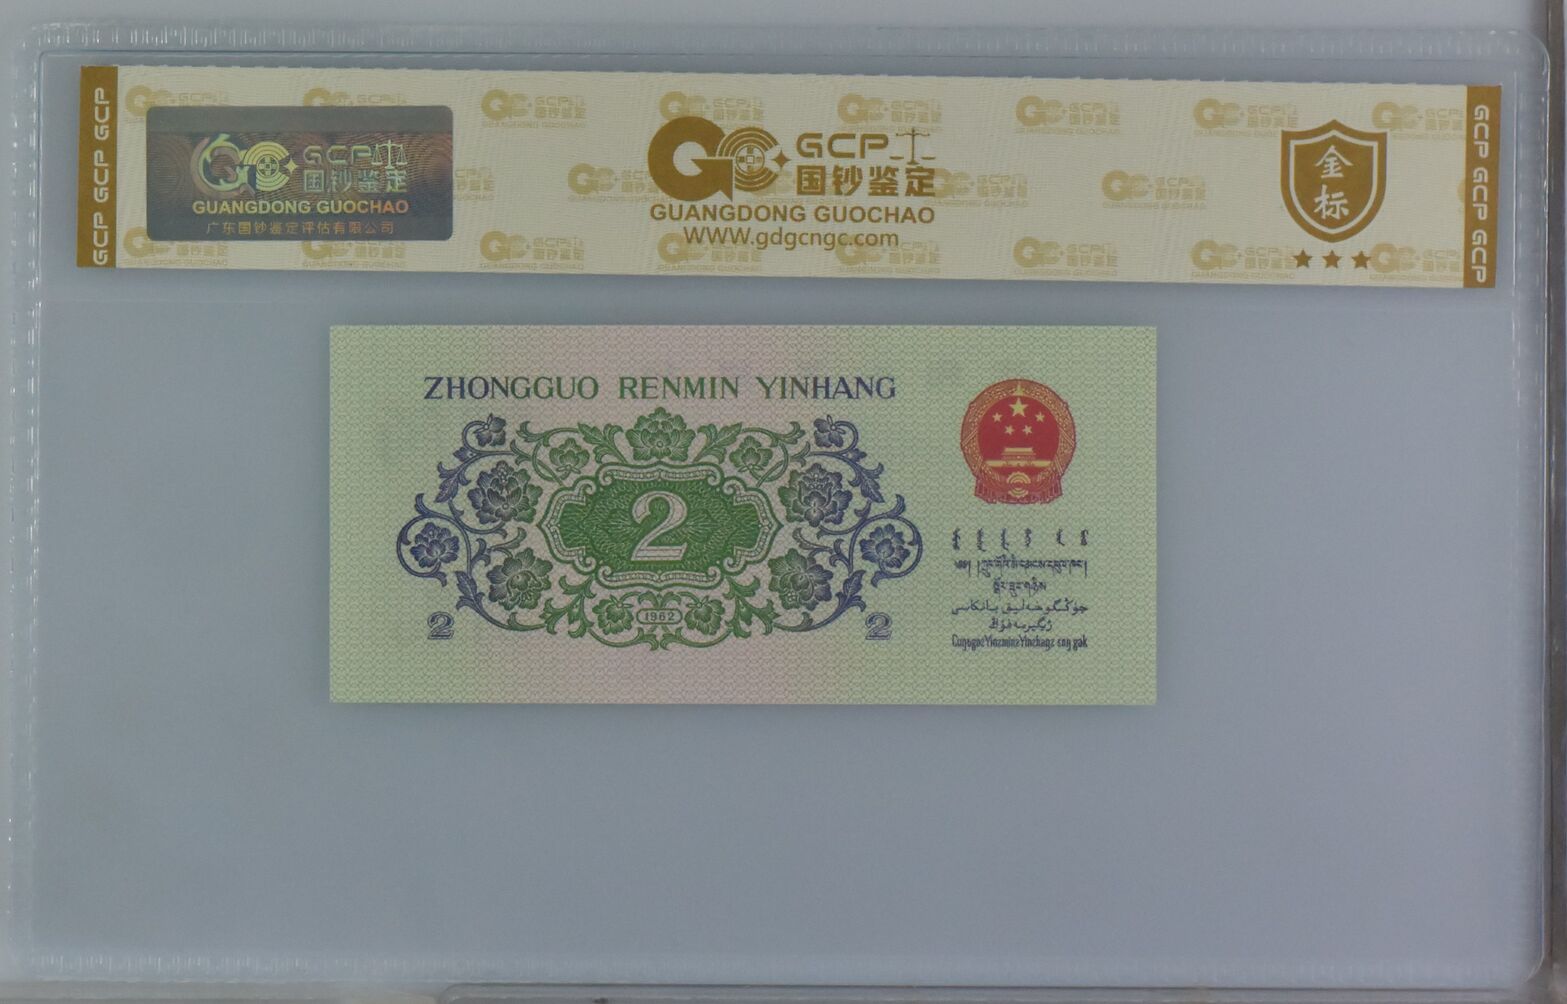 GCP GCP GCP
GCP
国钞鉴定
GUANGDONG GUOCHAO
广东国钞鉴定评估有限公司
GCP
国钞鉴定
GUANGDONG GUOCHAO
WWW.gdgcngc.com
金标
GCP GCP GCP
ZHONGGUO RENMIN YINHANG
2
1962
2
2